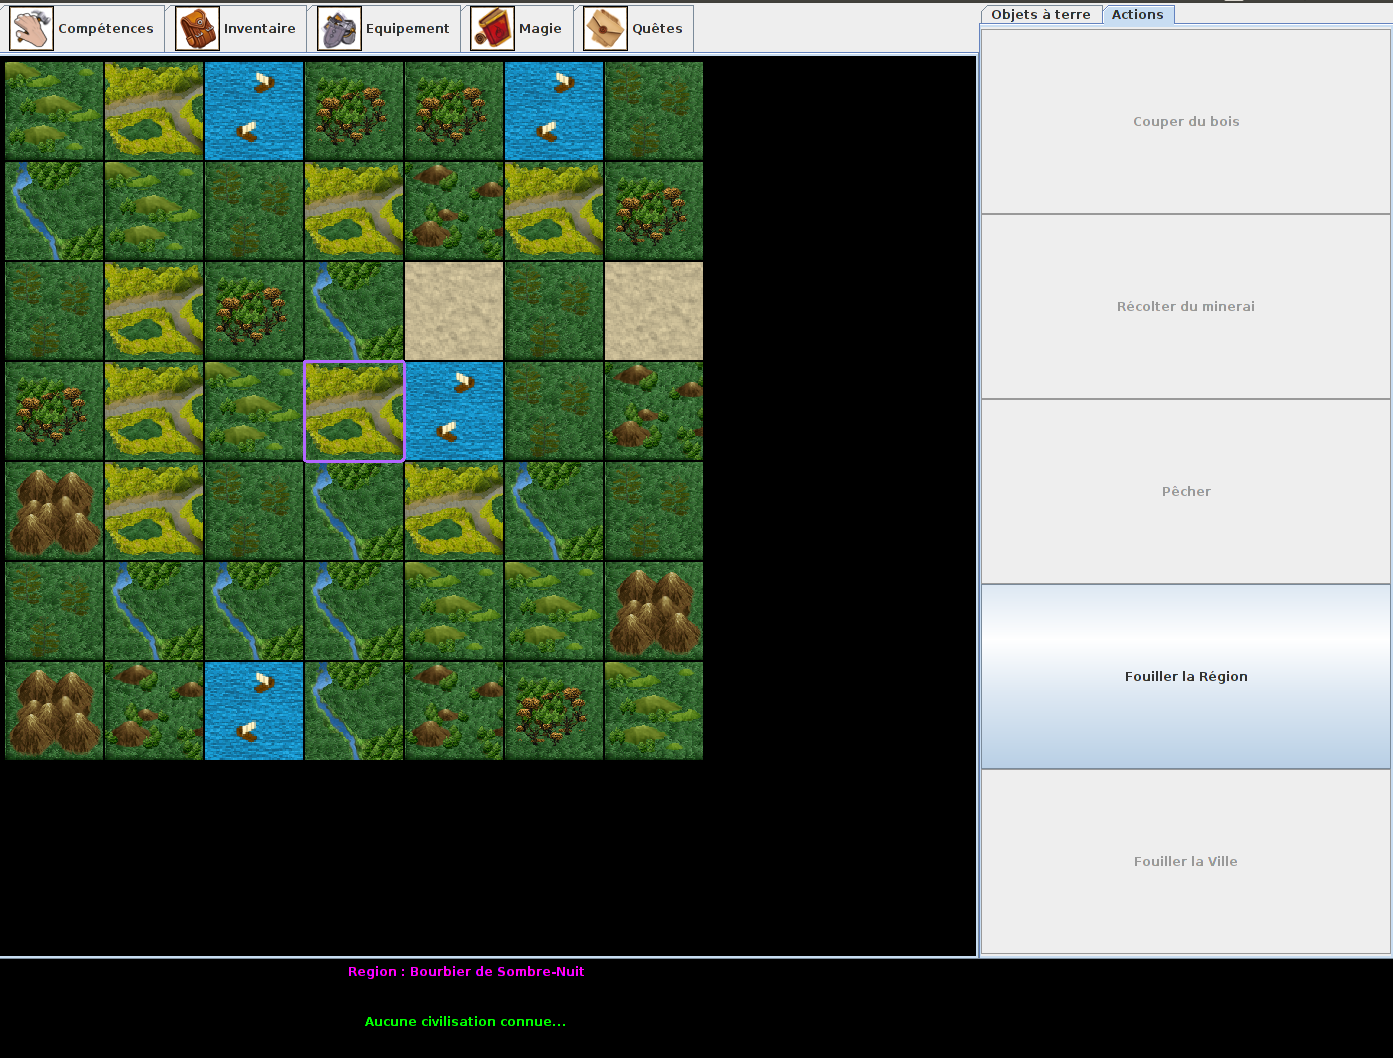 Compétences
Inventaire
Equipement
Magie
Quêtes
Objets à terre
Actions
Couper du bois
Récolter du minerai
Pêcher
Fouiller la Région
Fouiller la Ville
Region : Bourbier de Sombre-Nuit
Aucune civilisation connue...